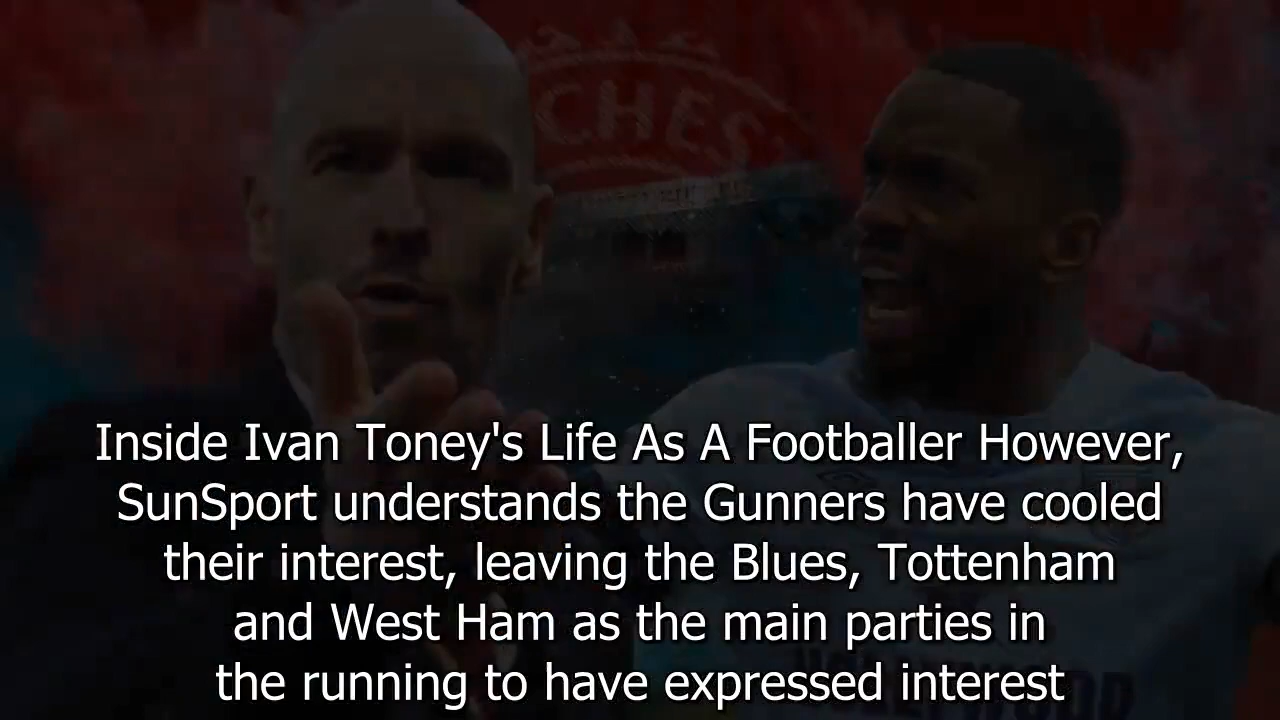 CHES
Inside Ivan Toney's Life As A Footballer However,
SunSport understands the Gunners have cooled
their interest, leaving the Blues, Tottenham
and West Ham as the main parties in
the running to have expressed interest